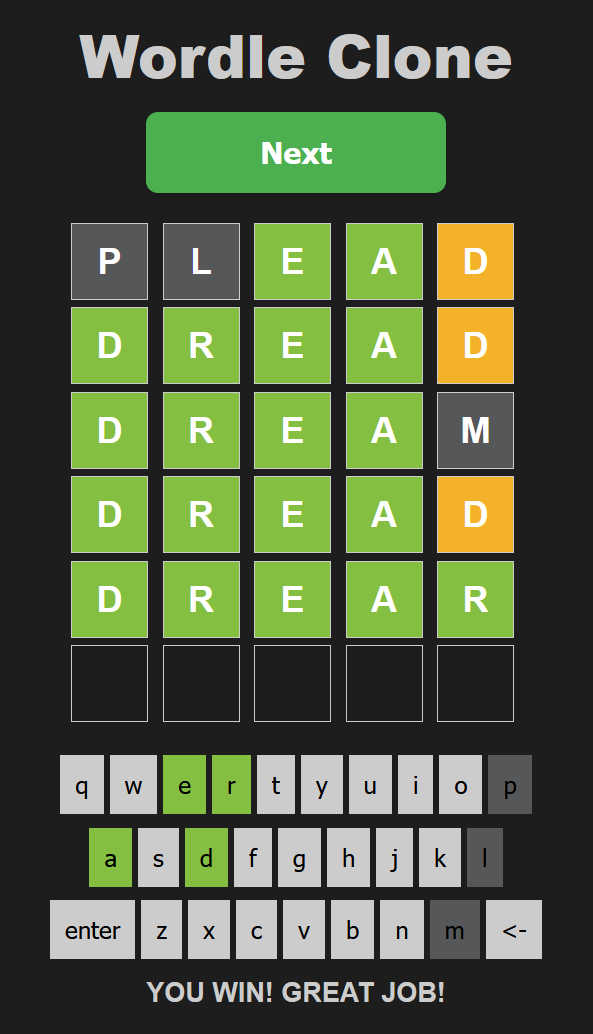 Wordle Clone
Next
P L E A D
D R E A D
D R E A M
D R E A D
D R E A R
q w e r t y u i o p
a s d f g h j k l
enter z x c v b n m <-
YOU WIN! GREAT JOB!